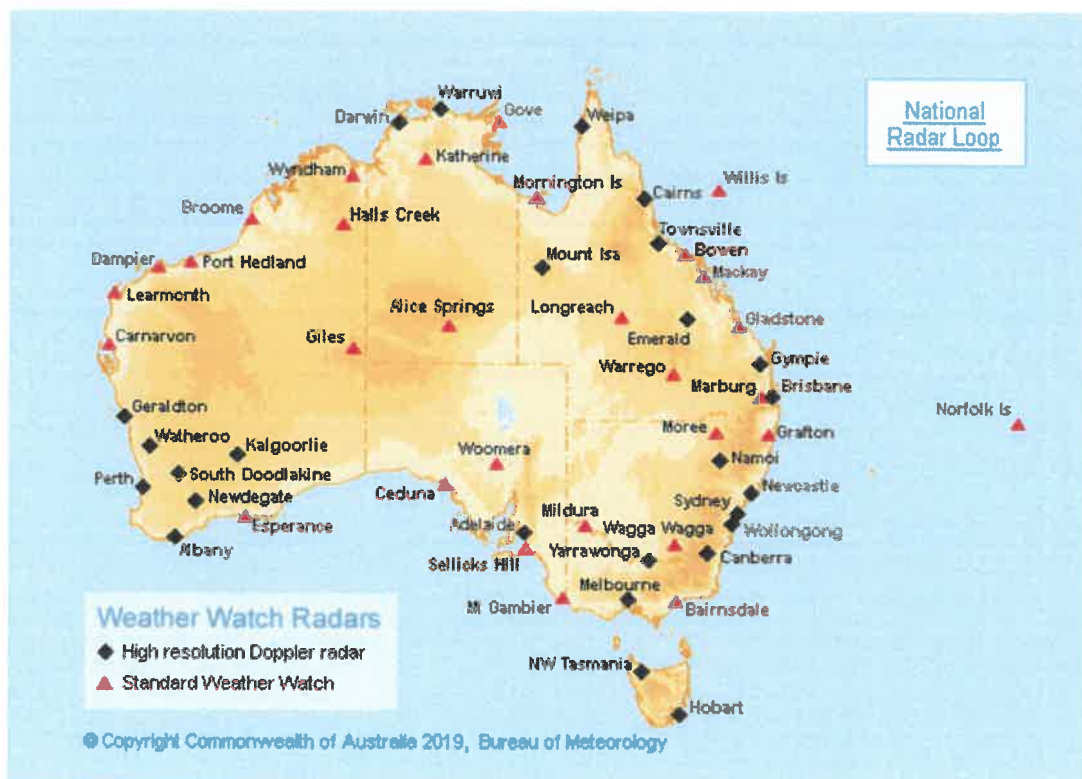 Warruwi
Darwin
Gove
Weipa
National
Radar Loop
Katherine
Wyndham
Mornington Is
Willis Is
Cairns
Broome
Halls Creek
Townsville
Bowen
Mount Isa
Dampier
Port Hedland
Mackay
Learmonth
Alice Springs
Longreach
Gladstone
Carnarvon
Giles
Emerald
Gympie
Warrego
Marburg
Brisbane
Geraldton
Norfolk Is
Watheroo
Kalgoorlie
Moree
Grafton
Woomera
Namoi
Perth
South Doodlakine
Ceduna
Newcastle
Newdegate
Sydney
Esperance
Adelaide
Mildura
Wagga
Wagga
Wollongong
Albany
Sellicks Hill
Yarrawonga
Canberra
Melbourne
Mt Gambier
Bairnsdale
Weather Watch Radars
High resolution Doppler radar
Standard Weather Watch
NW Tasmania
Hobart
© Copyright Commonwealth of Australia 2019, Bureau of Meteorology